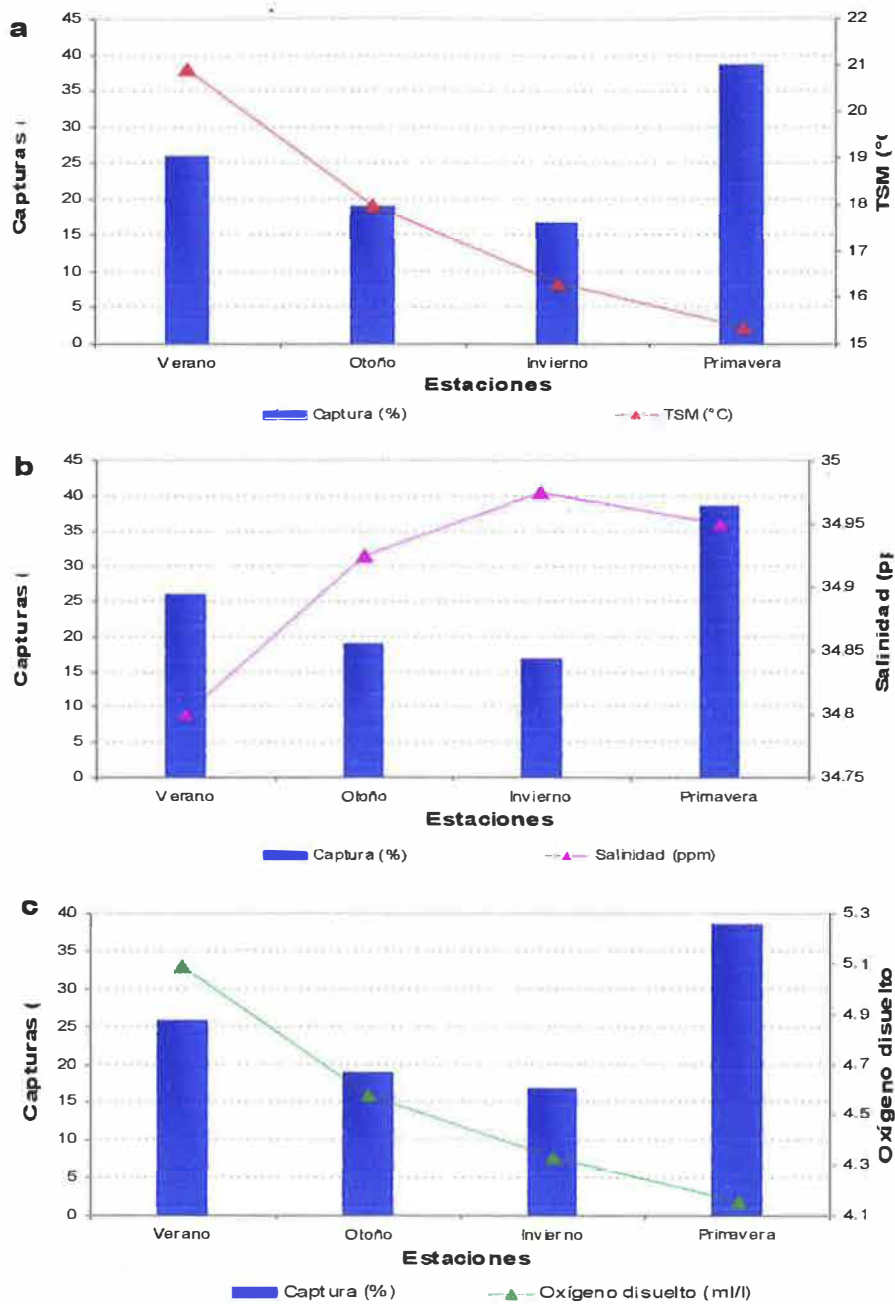 a
45
40
35
30
25
20
15
10
5
0
Capturas (
22
21
20
19
18
17
16
15
TSM (°C
Verano Otoño Invierno Primavera
Estaciones
Captura (%) TSM (°C)
b
45
40
35
30
25
20
15
10
5
0
Capturas (
35
34.95
34.9
34.85
34.8
34.75
Salinidad (pp
Verano Otoño Invierno Primavera
Estaciones
Captura (%) Salinidad (ppm)
c
40
35
30
25
20
15
10
5
0
Capturas (
5.3
5.1
4.9
4.7
4.5
4.3
4.1
Oxígeno disuelto
Verano Otoño Invierno Primavera
Estaciones
Captura (%) Oxígeno disuelto (ml/l)